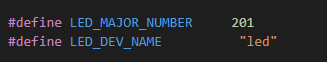 #define LED_MAJOR_NUMBER 201
#define LED_DEV_NAME "led"